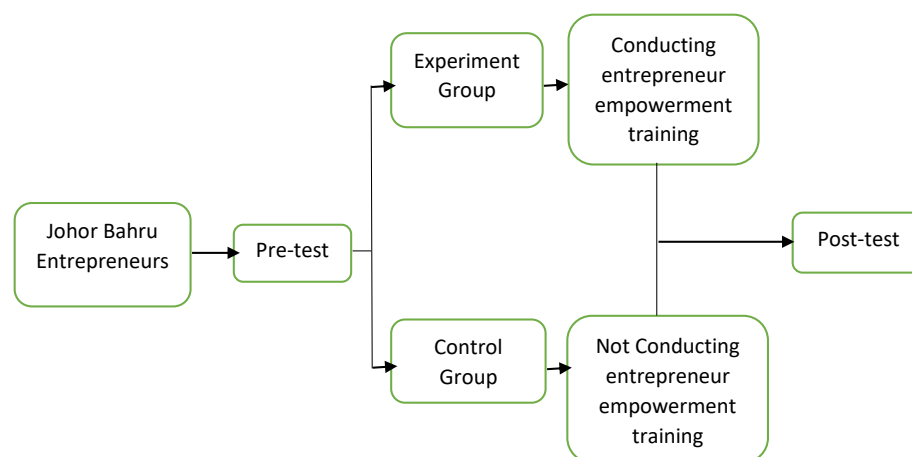 Johor Bahru
Entrepreneurs
Pre-test
Experiment
Group
Conducting
entrepreneur
empowerment
training
Control
Group
Not Conducting
entrepreneur
empowerment
training
Post-test